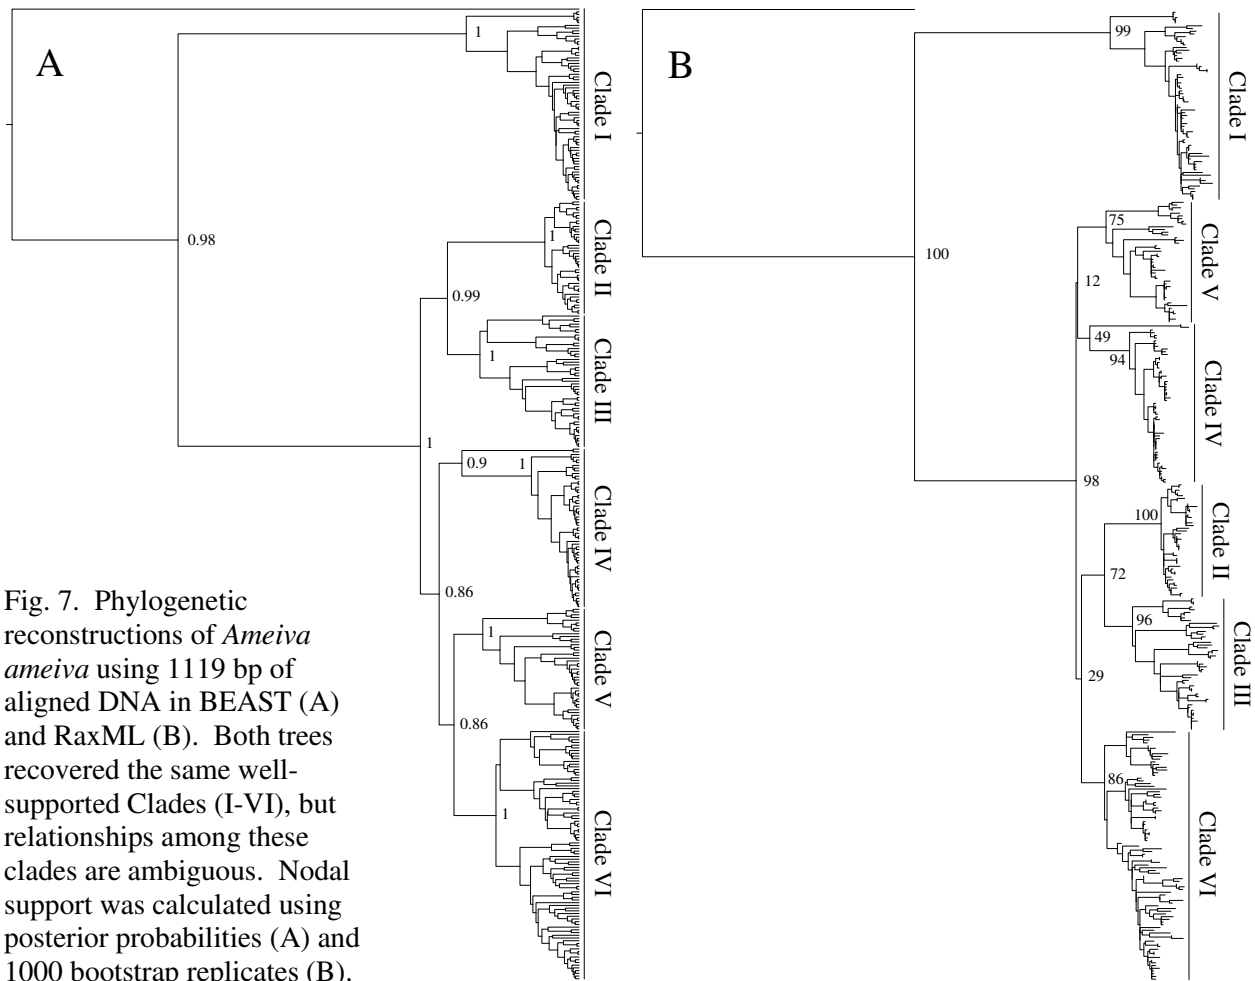 A
1
Clade I
0.98
1
Clade II
0.99
1
Clade III
1
0.9
1
Clade IV
0.86
1
Clade V
0.86
1
Clade VI
B
99
Clade I
100
75
Clade V
12
49
94
Clade IV
98
100
Clade II
72
96
Clade III
29
86
Clade VI
Fig. 7. Phylogenetic
reconstructions of Ameiva
ameiva using 1119 bp of
aligned DNA in BEAST (A)
and RaxML (B). Both trees
recovered the same well-
supported Clades (I-VI), but
relationships among these
clades are ambiguous. Nodal
support was calculated using
posterior probabilities (A) and
1000 bootstrap replicates (B).